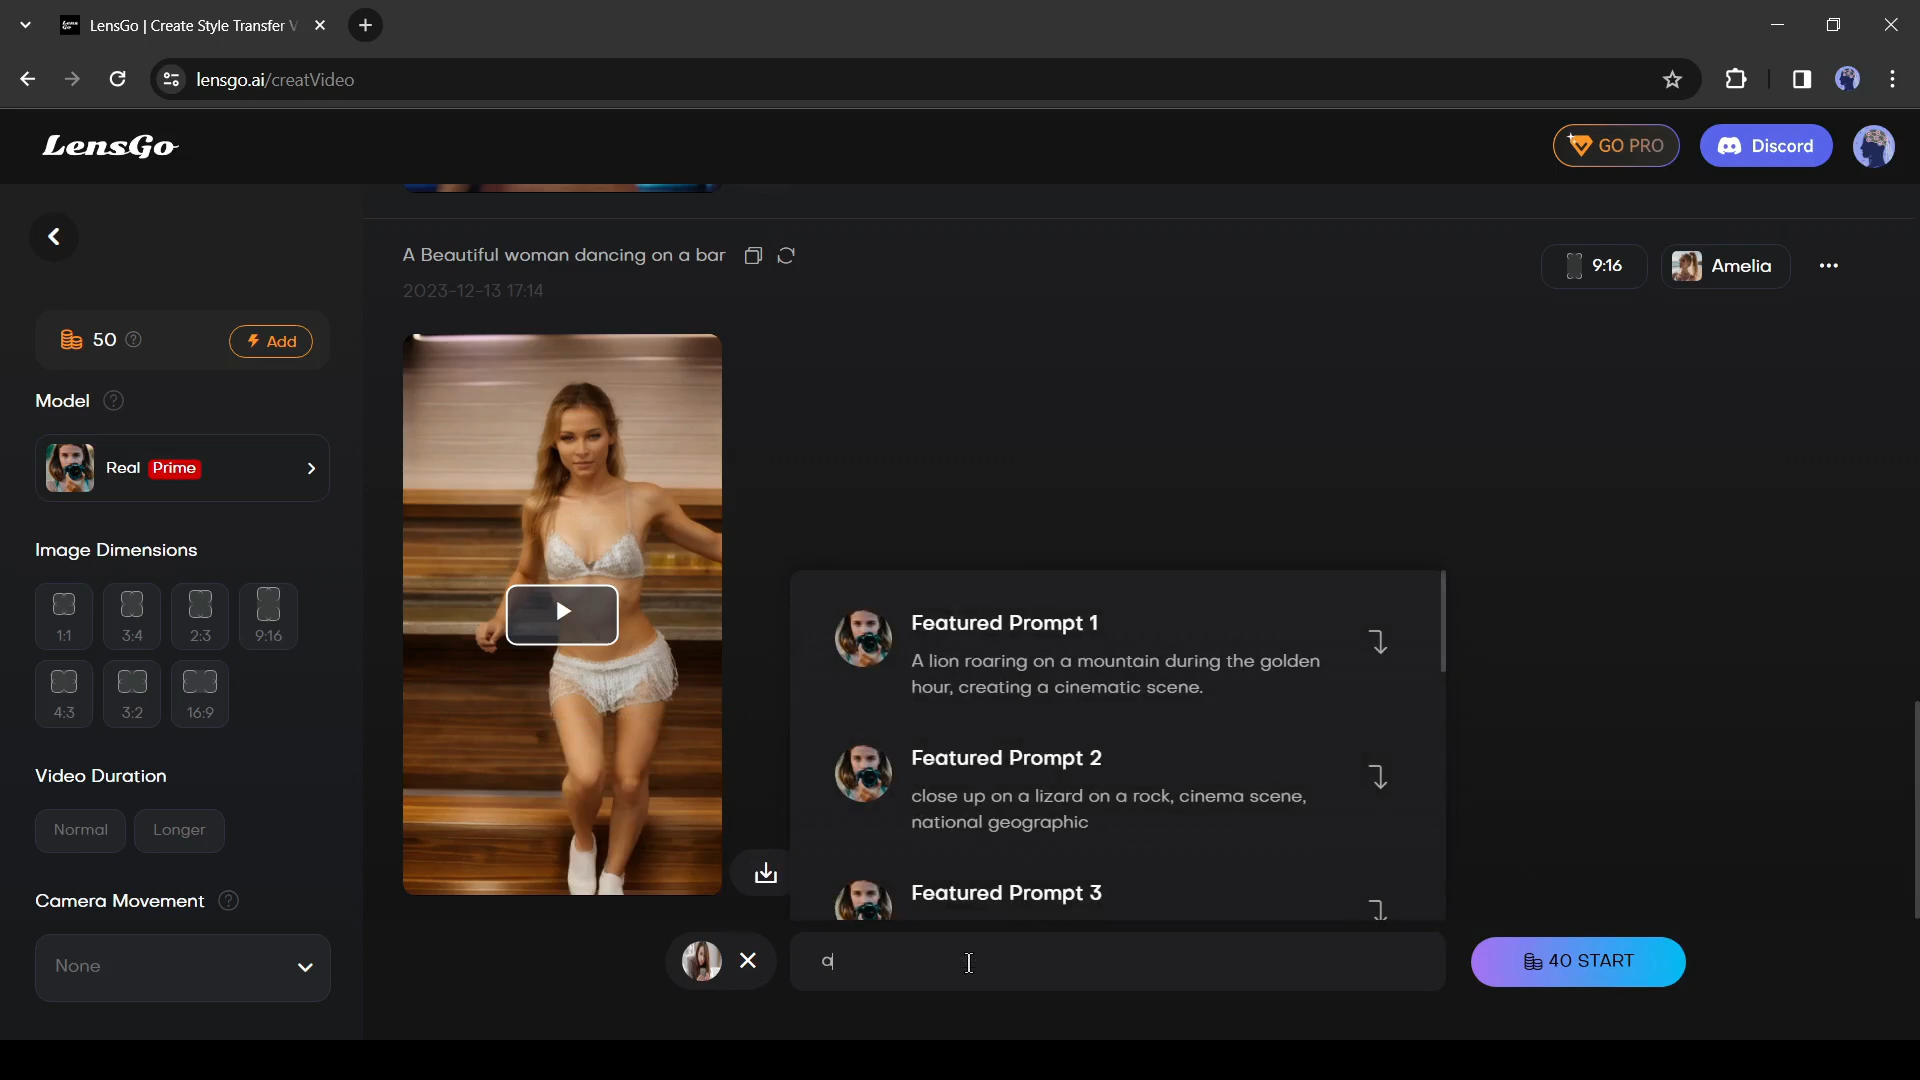 LensGo | Create Style Transfer V
lensgo.ai/creatVideo
LensGo
GO PRO
Discord
A Beautiful woman dancing on a bar
2023-12-13 17:14
9:16
Amelia
50
Add
Model
Real Prime
Image Dimensions
1:1
3:4
2:3
9:16
4:3
3:2
16:9
Video Duration
Normal
Longer
Camera Movement
None
Featured Prompt 1
A lion roaring on a mountain during the golden
hour, creating a cinematic scene.
Featured Prompt 2
close up on a lizard on a rock, cinema scene,
national geographic
Featured Prompt 3
a
40 START